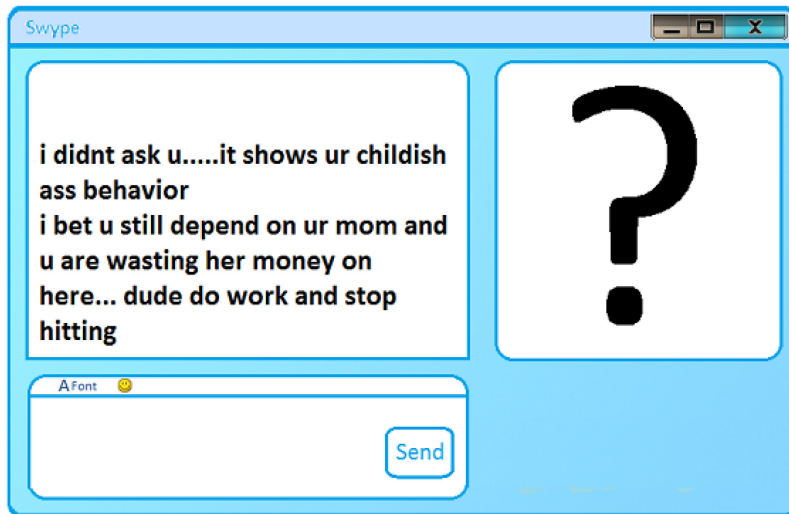 Swype
i didnt ask u.....it shows ur childish
ass behavior
i bet u still depend on ur mom and
u are wasting her money on
here... dude do work and stop
hitting
?
A Font
Send